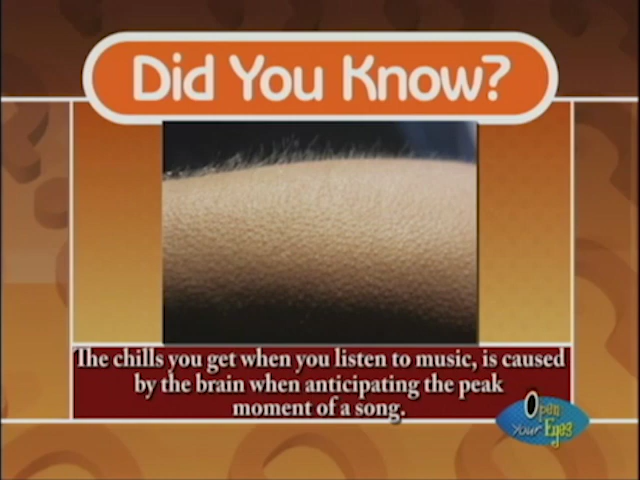 Did You Know?
The chills you get when you listen to music, is caused
by the brain when anticipating the peak
moment of a song.
Open
Your Eyes